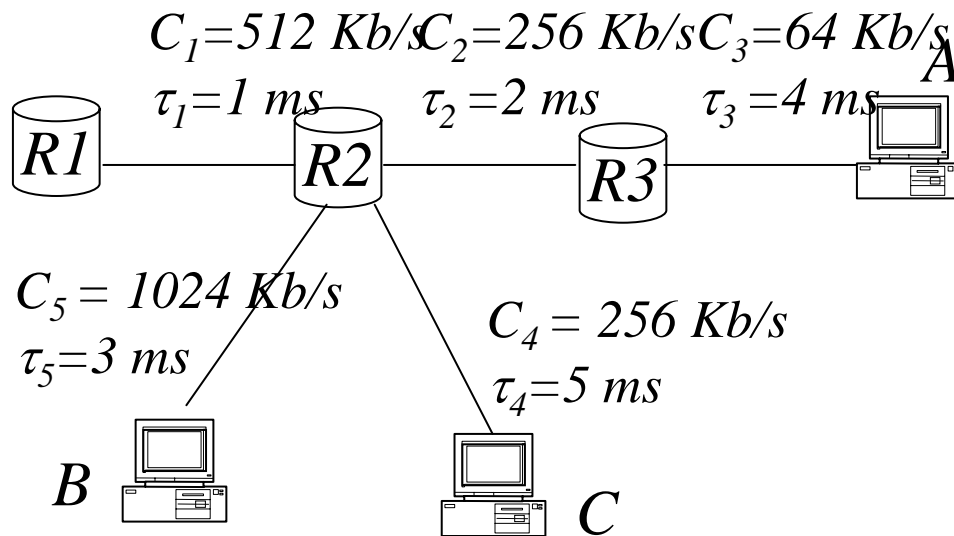 C₁=512 Kb/s
C₂=256 Kb/s
C₃=64 Kb/s
A
τ₁=1 ms
τ₂ =2 ms
τ₃ =4 ms
R1
R2
R3
C₅ = 1024 Kb/s
τ₅=3 ms
C₄ = 256 Kb/s
τ₄=5 ms
B
C